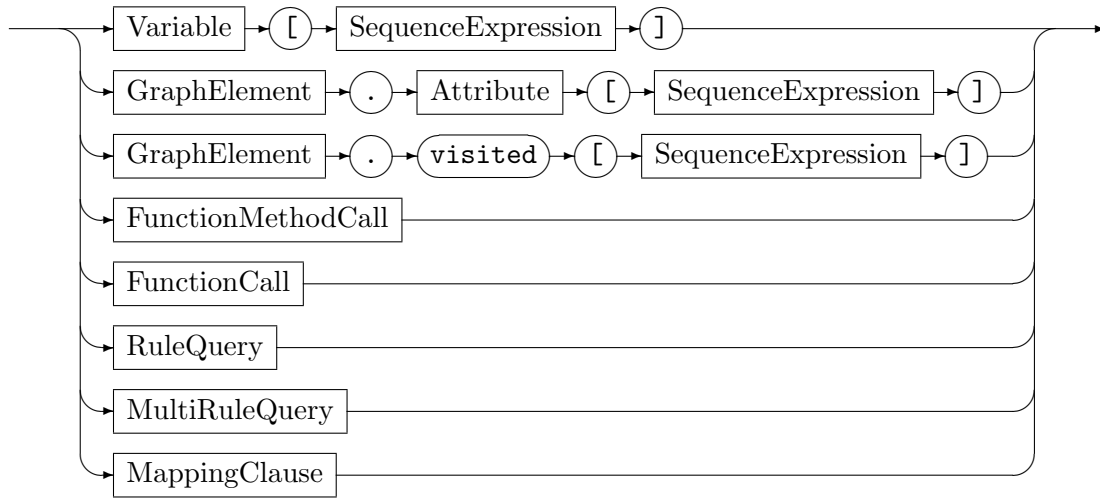 Variable [ SequenceExpression ]
GraphElement . Attribute [ SequenceExpression ]
GraphElement . visited [ SequenceExpression ]
FunctionMethodCall
FunctionCall
RuleQuery
MultiRuleQuery
MappingClause